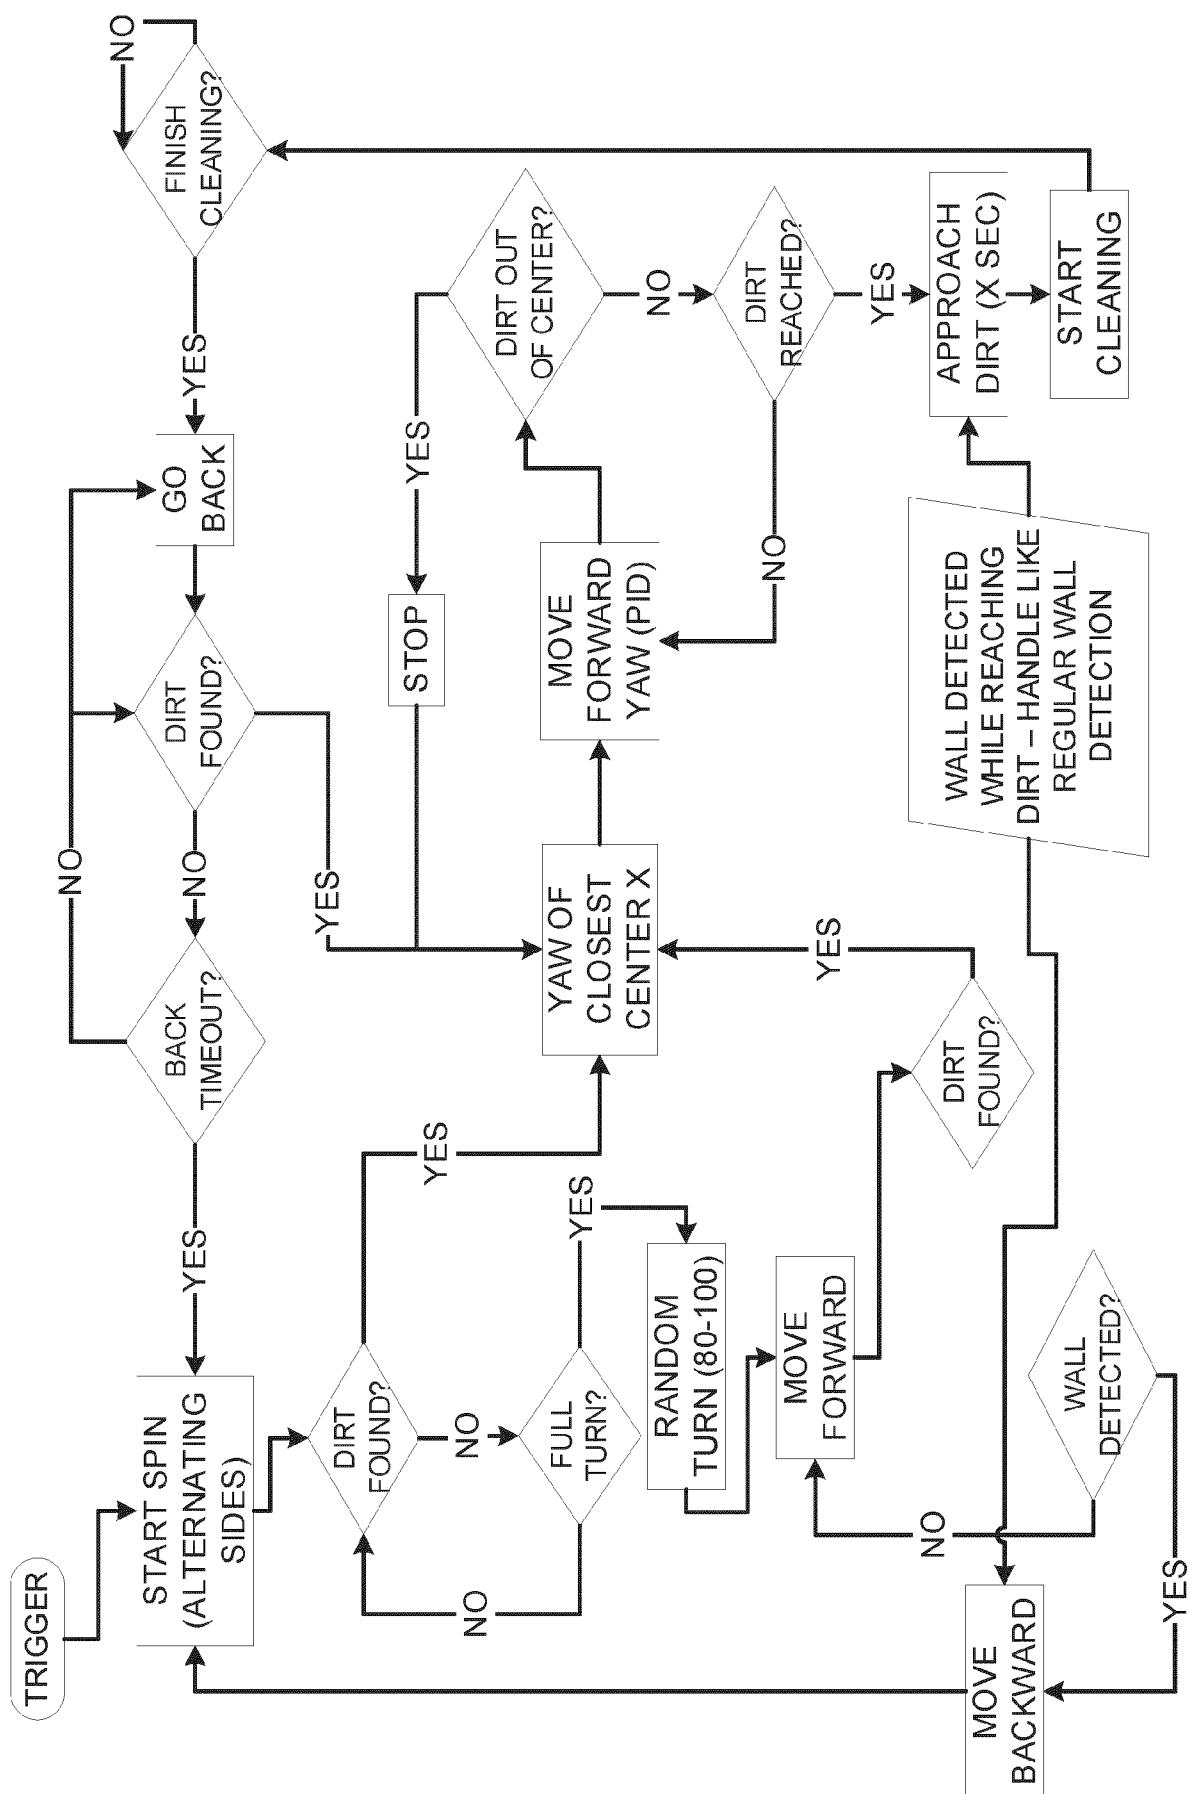 TRIGGER
START SPIN
(ALTERNATING
SIDES)
YES
BACK
TIMEOUT?
NO
NO
DIRT
FOUND?
GO
BACK
YES
FINISH
CLEANING?
NO
DIRT
FOUND?
YES
NO
FULL
TURN?
NO
YES
YES
STOP
YES
YAW OF
CLOSEST
CENTER X
MOVE
FORWARD
YAW (PID)
DIRT OUT
OF CENTER?
NO
RANDOM
TURN (80-100)
MOVE
FORWARD
YES
DIRT
FOUND?
NO
DIRT
REACHED?
YES
APPROACH
DIRT (X SEC)
START
CLEANING
WALL DETECTED
WHILE REACHING
DIRT – HANDLE LIKE
REGULAR WALL
DETECTION
NO
WALL
DETECTED?
YES
MOVE
BACKWARD